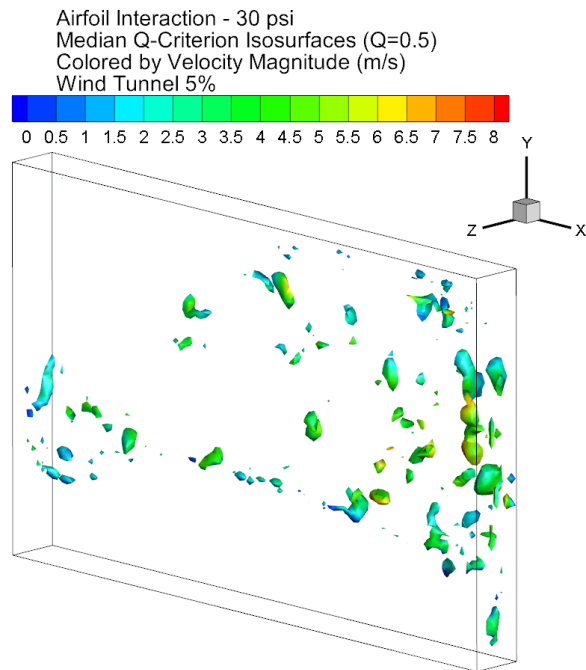 Airfoil Interaction - 30 psi
Median Q-Criterion Isosurfaces (Q=0.5)
Colored by Velocity Magnitude (m/s)
Wind Tunnel 5%
0 0.5 1 1.5 2 2.5 3 3.5 4 4.5 5 5.5 6 6.5 7 7.5 8
Y
Z X